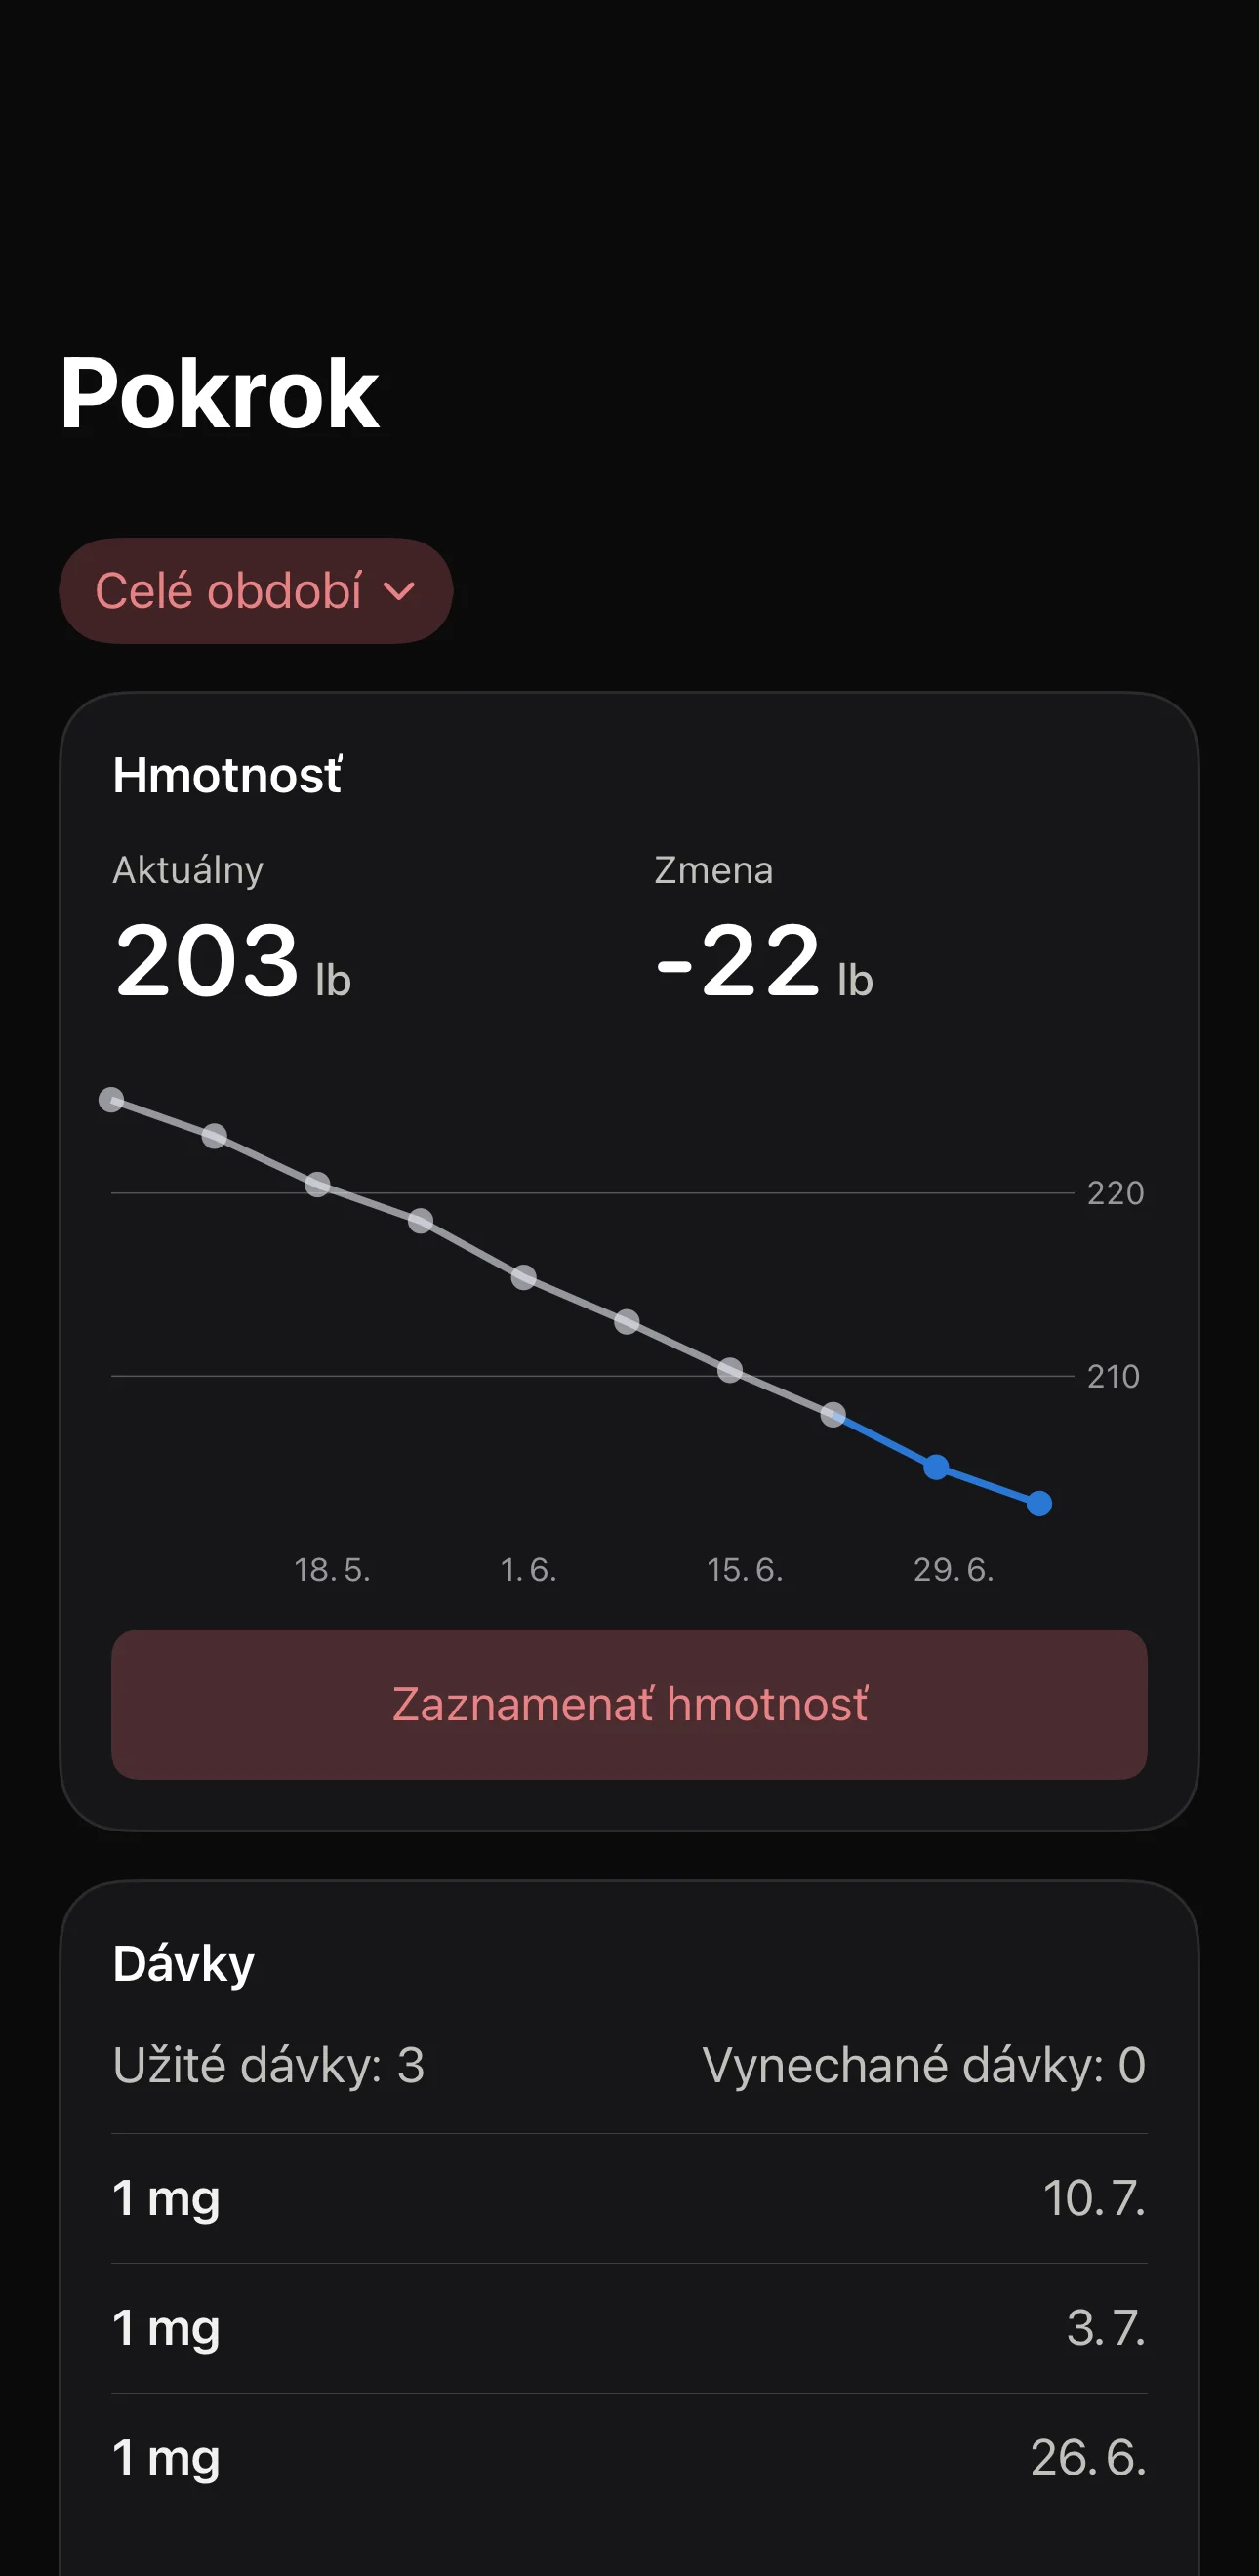 Pokrok
Celé období
Hmotnosť
Aktuálny Zmena
203 lb -22 lb
220
210
18. 5. 1. 6. 15. 6. 29. 6.
Zaznamenať hmotnosť
Dávky
Užité dávky: 3 Vynechané dávky: 0
1 mg 10. 7.
1 mg 3. 7.
1 mg 26. 6.